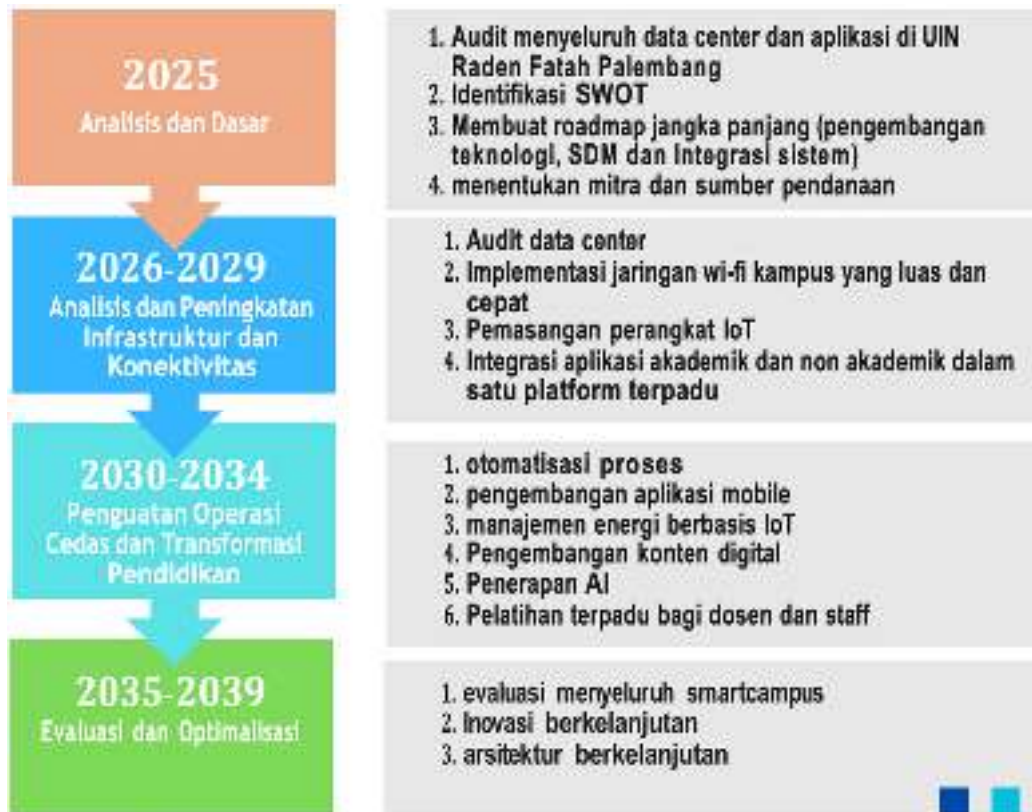 2025
Analisis dan Dasar
1. Audit menyeluruh data center dan aplikasi di UIN
Raden Fatah Palembang
2. Identifikasi SWOT
3. Membuat roadmap jangka panjang (pengembangan
teknologi, SDM dan Integrasi sistem)
4. menentukan mitra dan sumber pendanaan
2026-2029
Analisis dan Peningkatan
Infrastruktur dan
Konektivitas
1. Audit data center
2. Implementasi jaringan wi-fi kampus yang luas dan
cepat
3. Pemasangan perangkat IoT
4. Integrasi aplikasi akademik dan non akademik dalam
satu platform terpadu
2030-2034
Penguatan Operasi
Cedas dan Transformasi
Pendidikan
1. otomatisasi proses
2. pengembangan aplikasi mobile
3. manajemen energi berbasis IoT
4. Pengembangan konten digital
5. Penerapan AI
6. Pelatihan terpadu bagi dosen dan staff
2035-2039
Evaluasi dan Optimalisasi
1. evaluasi menyeluruh smartcampus
2. Inovasi berkelanjutan
3. arsitektur berkelanjutan